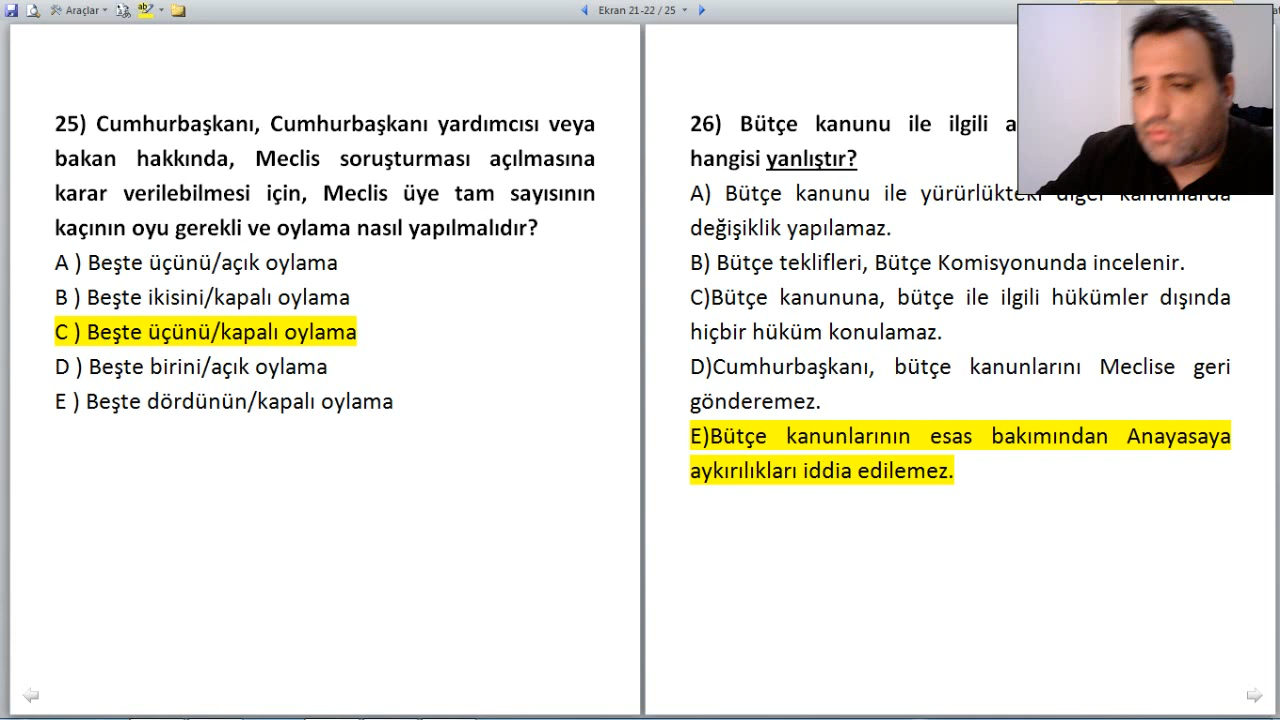 Araçlar
Ekran 21-22 / 25
25) Cumhurbaşkanı, Cumhurbaşkanı yardımcısı veya
bakan hakkında, Meclis soruşturması açılmasına
karar verilebilmesi için, Meclis üye tam sayısının
kaçının oyu gerekli ve oylama nasıl yapılmalıdır?
A ) Beşte üçünü/açık oylama
B ) Beşte ikisini/kapalı oylama
C ) Beşte üçünü/kapalı oylama
D ) Beşte birini/açık oylama
E ) Beşte dördünün/kapalı oylama
26) Bütçe kanunu ile ilgili
hangisi yanlıştır?
A) Bütçe kanunu ile yürürlükteki diğer kanunlarda
değişiklik yapılamaz.
B) Bütçe teklifleri, Bütçe Komisyonunda incelenir.
C)Bütçe kanununa, bütçe ile ilgili hükümler dışında
hiçbir hüküm konulamaz.
D)Cumhurbaşkanı, bütçe kanunlarını Meclise geri
gönderemez.
E)Bütçe kanunlarının esas bakımından Anayasaya
aykırılıkları iddia edilemez.